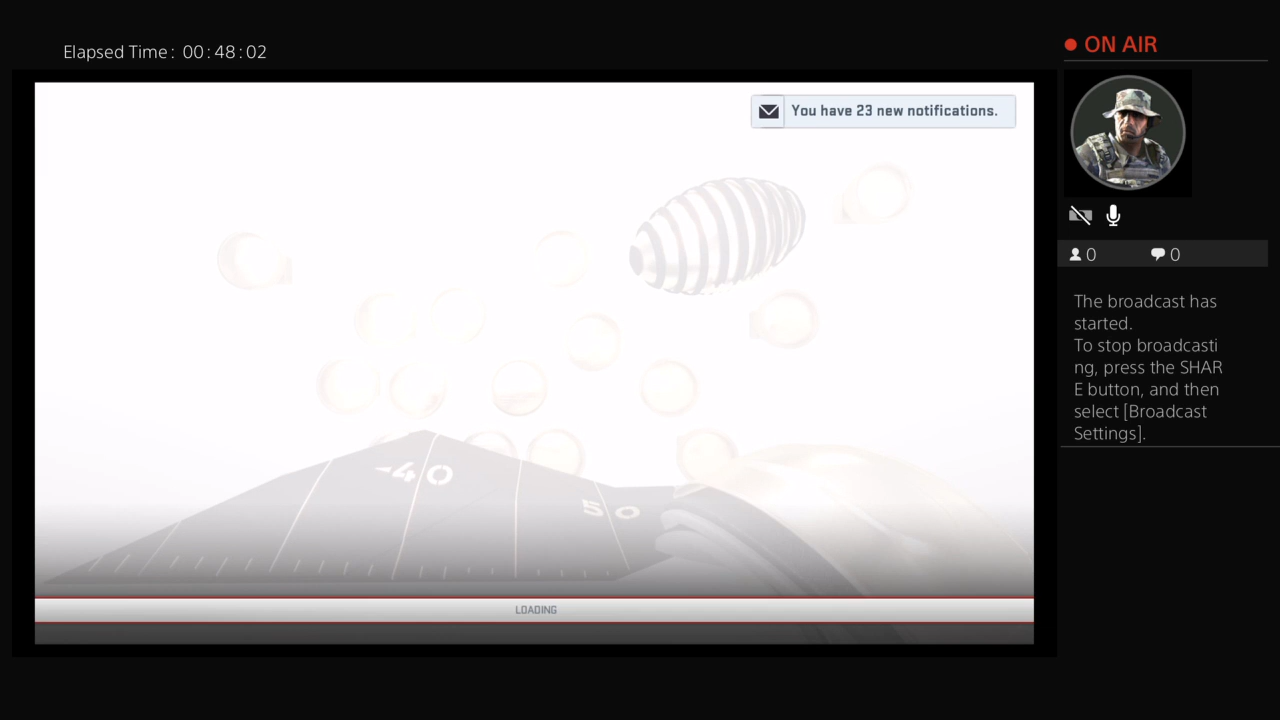 Elapsed Time: 00:48:02
ON AIR
You have 23 new notifications.
0 0
The broadcast has
started.
To stop broadcasti
ng, press the SHAR
E button, and then
select [Broadcast
Settings].
-40
50
LOADING